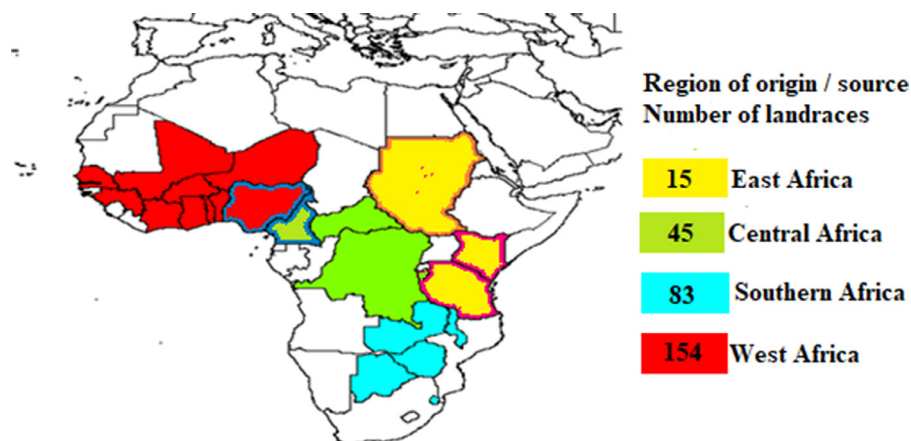 Region of origin / source
Number of landraces
15 East Africa
45 Central Africa
83 Southern Africa
154 West Africa